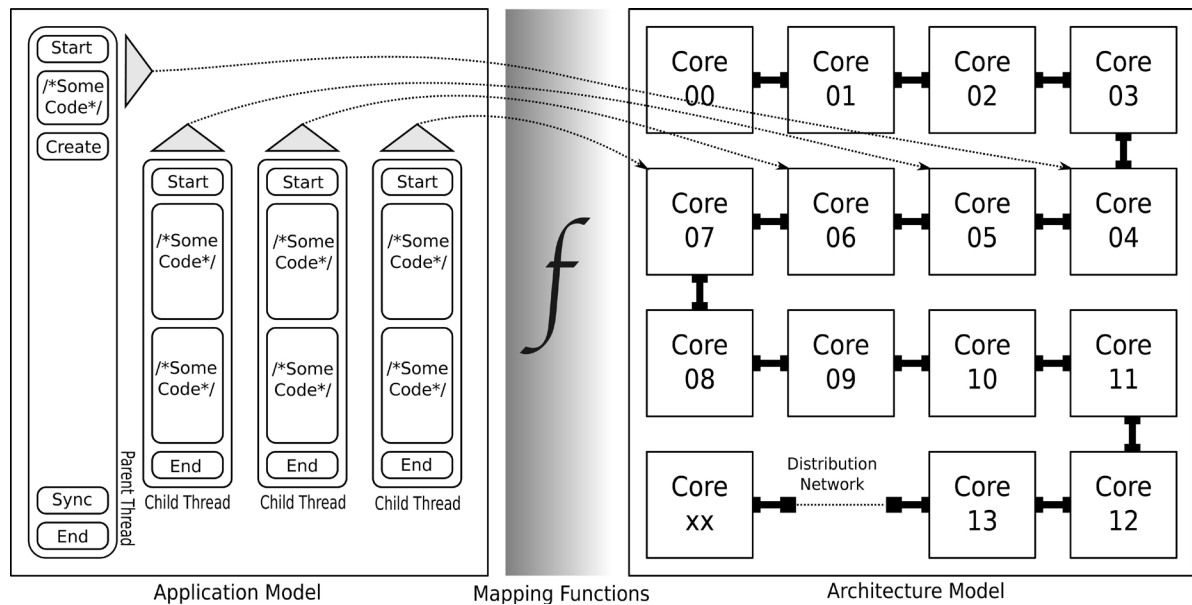 Start
/*Some
Code*/
Create
Sync
End
Parent Thread
Start
/*Some
Code*/
/*Some
Code*/
End
Child Thread
Start
/*Some
Code*/
/*Some
Code*/
End
Child Thread
Start
/*Some
Code*/
/*Some
Code*/
End
Child Thread
Application Model
f
Mapping Functions
Core
00
Core
01
Core
02
Core
03
Core
07
Core
06
Core
05
Core
04
Core
08
Core
09
Core
10
Core
11
Core
xx
Distribution
Network
Core
13
Core
12
Architecture Model